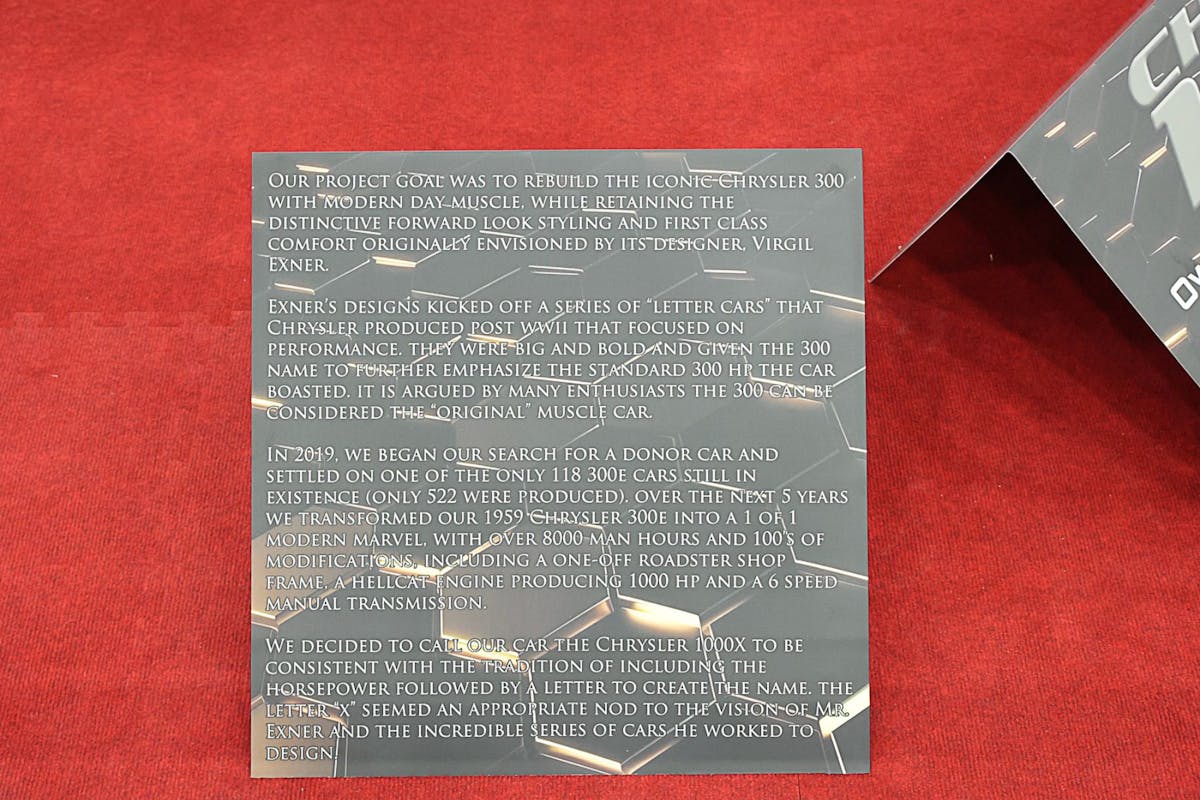 Our project goal was to rebuild the iconic Chrysler 300
with modern day muscle, while retaining the
distinctive forward look styling and first class
comfort originally envisioned by its designer, Virgil
Exner.
Exner's designs kicked off a series of "letter cars" that
Chrysler produced post WWII that focused on
performance. They were big and bold and given the 300
name to further emphasize the standard 300 hp the car
boasted. It is argued by many enthusiasts the 300 can be
considered the "original" muscle car.
In 2019, we began our search for a donor car and
settled on one of the only 118 300e cars still in
existence (only 522 were produced). Over the next 5 years
we transformed our 1959 Chrysler 300e into a 1 of 1
modern marvel, with over 8000 man hours and 100's of
modifications, including a one-off roadster shop
frame, a hellcat engine producing 1000 hp and a 6 speed
manual transmission.
We decided to call our car the Chrysler 1000X to be
consistent with the tradition of including the
horsepower followed by a letter to create the name. The
letter "x" seemed an appropriate nod to the vision of Mr.
Exner and the incredible series of cars he worked to
design.